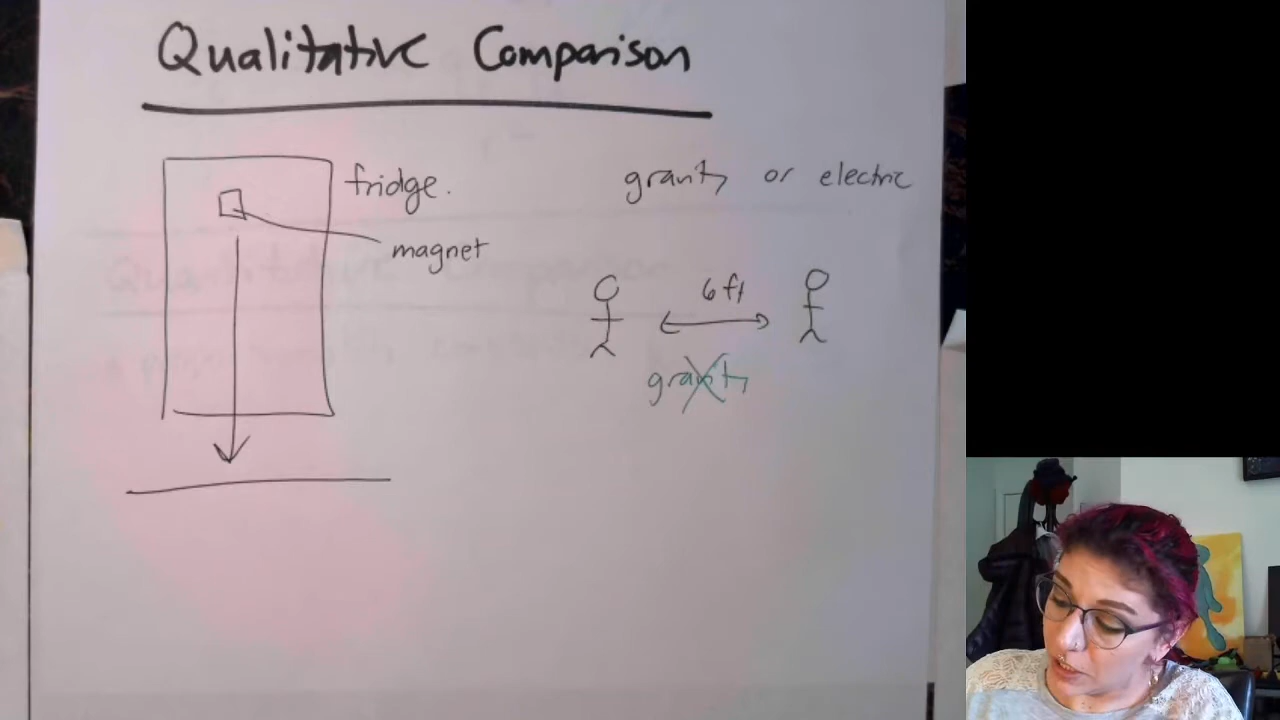 Qualitative Comparison
fridge.
magnet
gravity or electric
6 ft
gravity